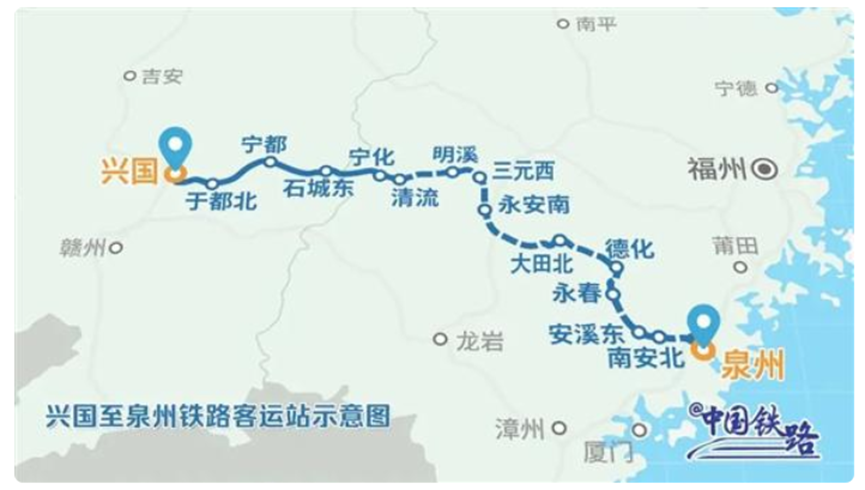 南平
吉安
宁德
宁都
宁化
明溪
兴国
石城东
三元西
福州
于都北
清流
永安南
赣州
德化
莆田
大田北
永春
安溪东
龙岩
南安北
泉州
兴国至泉州铁路客运站示意图
漳州
厦门
@中国铁路